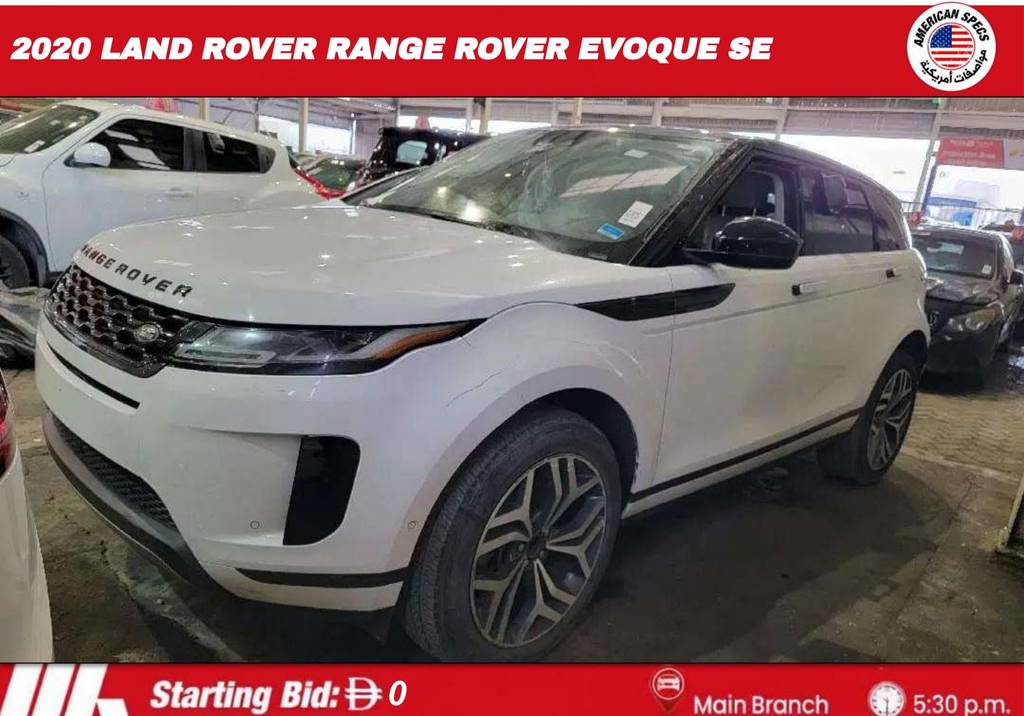 2020 LAND ROVER RANGE ROVER EVOQUE SE
AMERICAN SPECS
مواصفات أمريكية
RANGE ROVER
Starting Bid: 0
Main Branch
5:30 p.m.